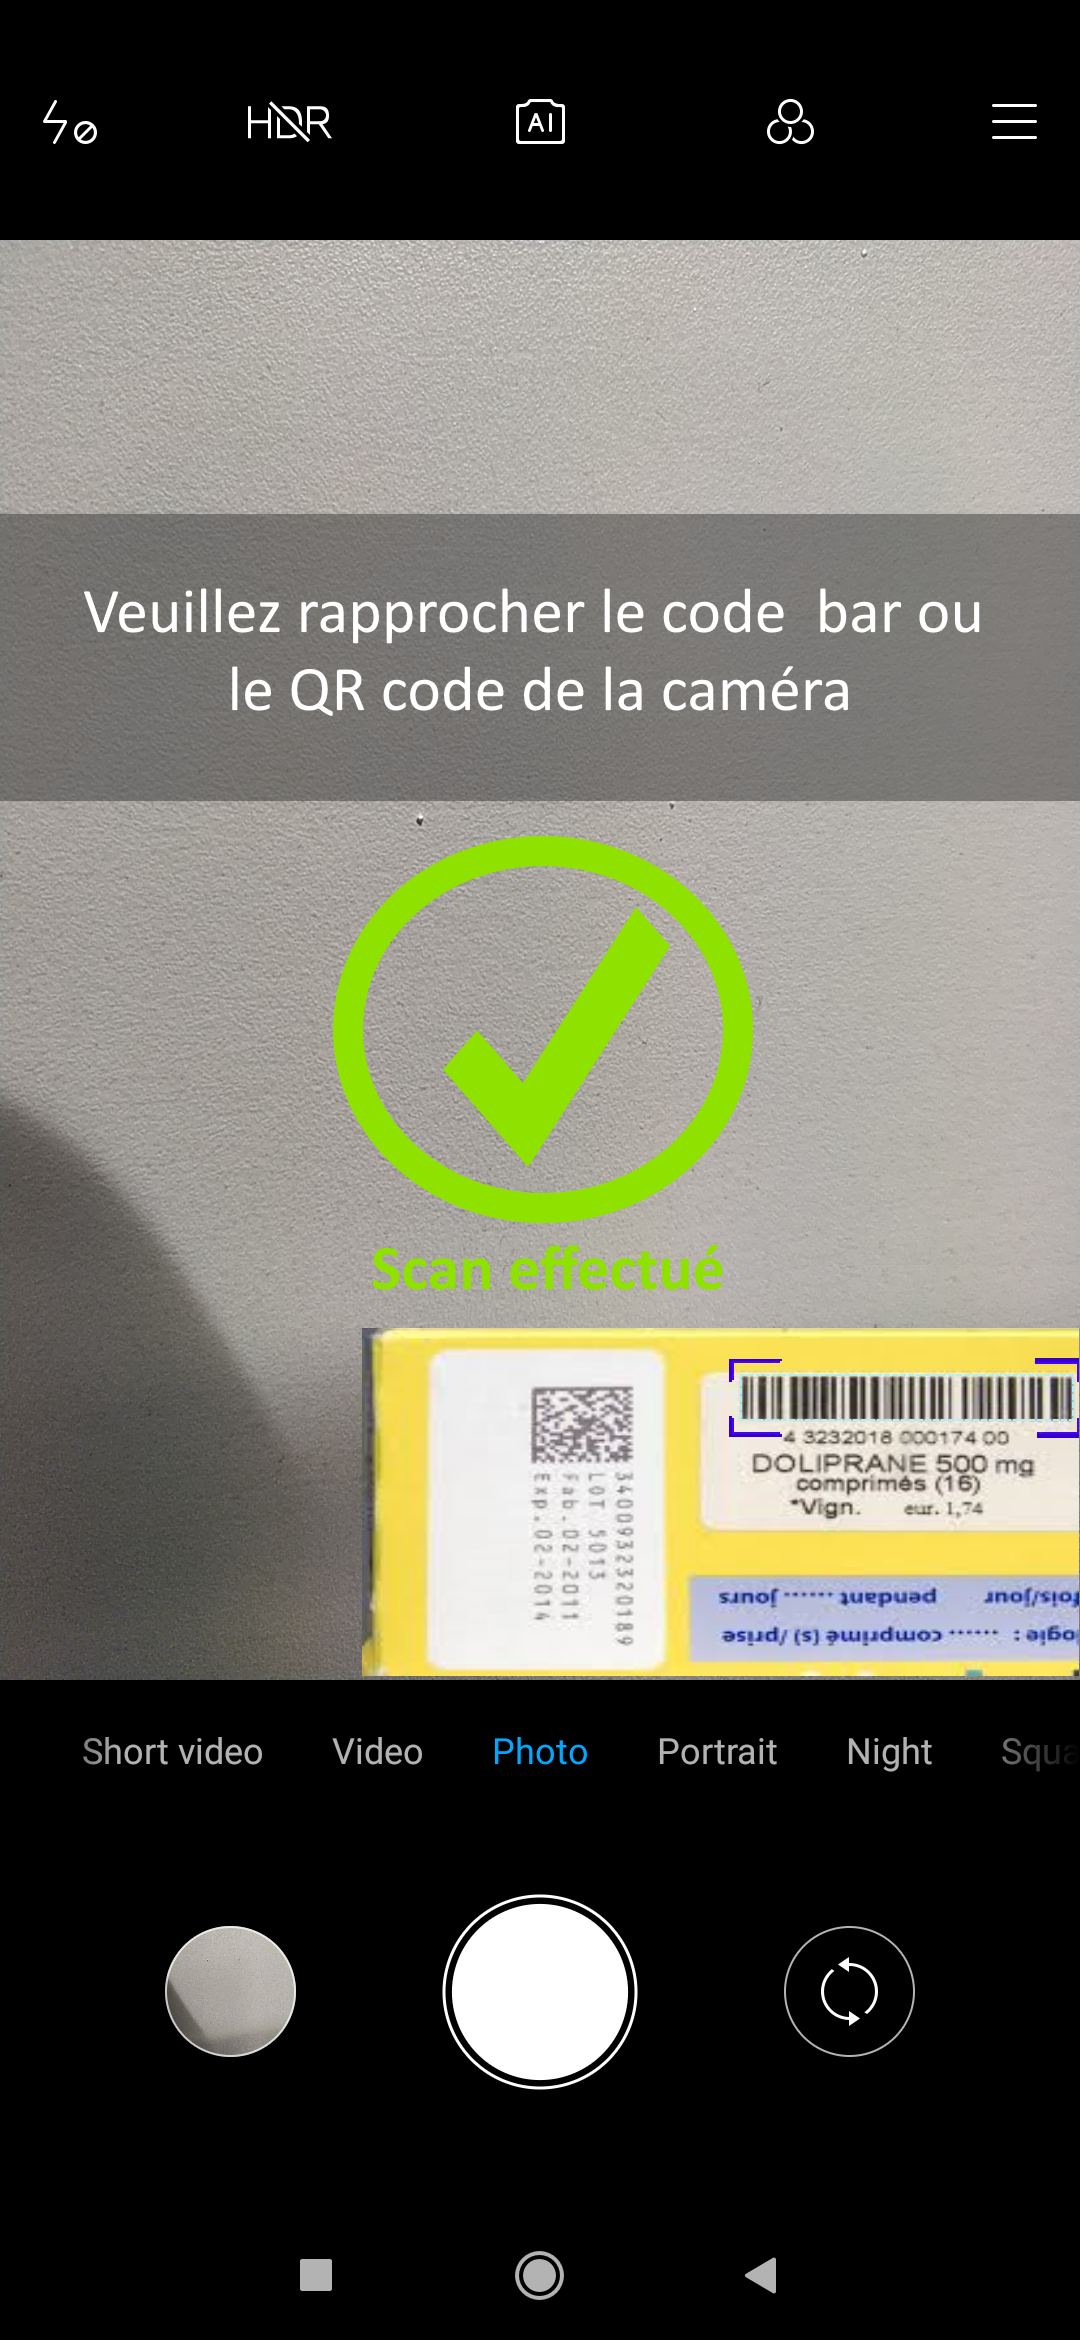 HDR
AI
Veuillez rapprocher le code  bar ou
le QR code de la caméra
Scan effectué
3400932320189
LOT 5013
Fab.02-2011
Exp.02-2014
4 3232018 000174 00
DOLIPRANE 500 mg
comprimés (16)
*Vign. eur. 1,74
logie : ...... comprimé (s) /prise
fois/jour pendant ...... jours
Short video Video Photo Portrait Night Squa